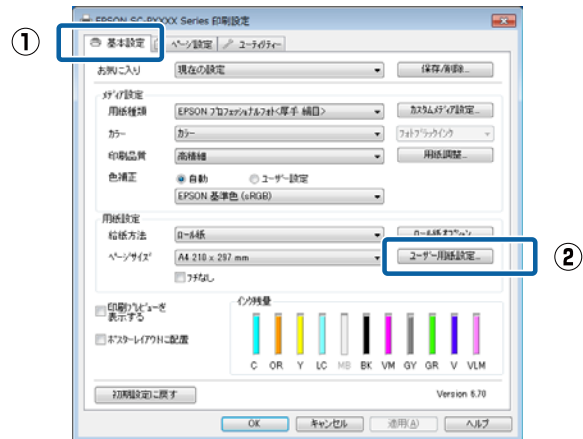 EPSON SC-PXXXX Series 印刷設定
① 基本設定 ページ設定 ユーティリティー
お気に入り 現在の設定 保存/削除...
メディア設定
用紙種類 EPSON プロフェッショナルフォト<厚手 絹目> カスタムメディア設定...
カラー カラー フォトブラックインク
印刷品質 高精細 用紙調整...
色補正 自動 ユーザー設定
EPSON 基準色 (sRGB)
用紙設定
給紙方法 ロール紙 ロール紙オプション
ページサイズ A4 210 x 297 mm ユーザー用紙設定... ②
フチなし
印刷プレビューを
表示する
インク残量
ポスターレイアウトに配置
C OR Y LC MB BK VM GY GR V VLM
初期設定に戻す Version 6.70
OK キャンセル 適用(A) ヘルプ